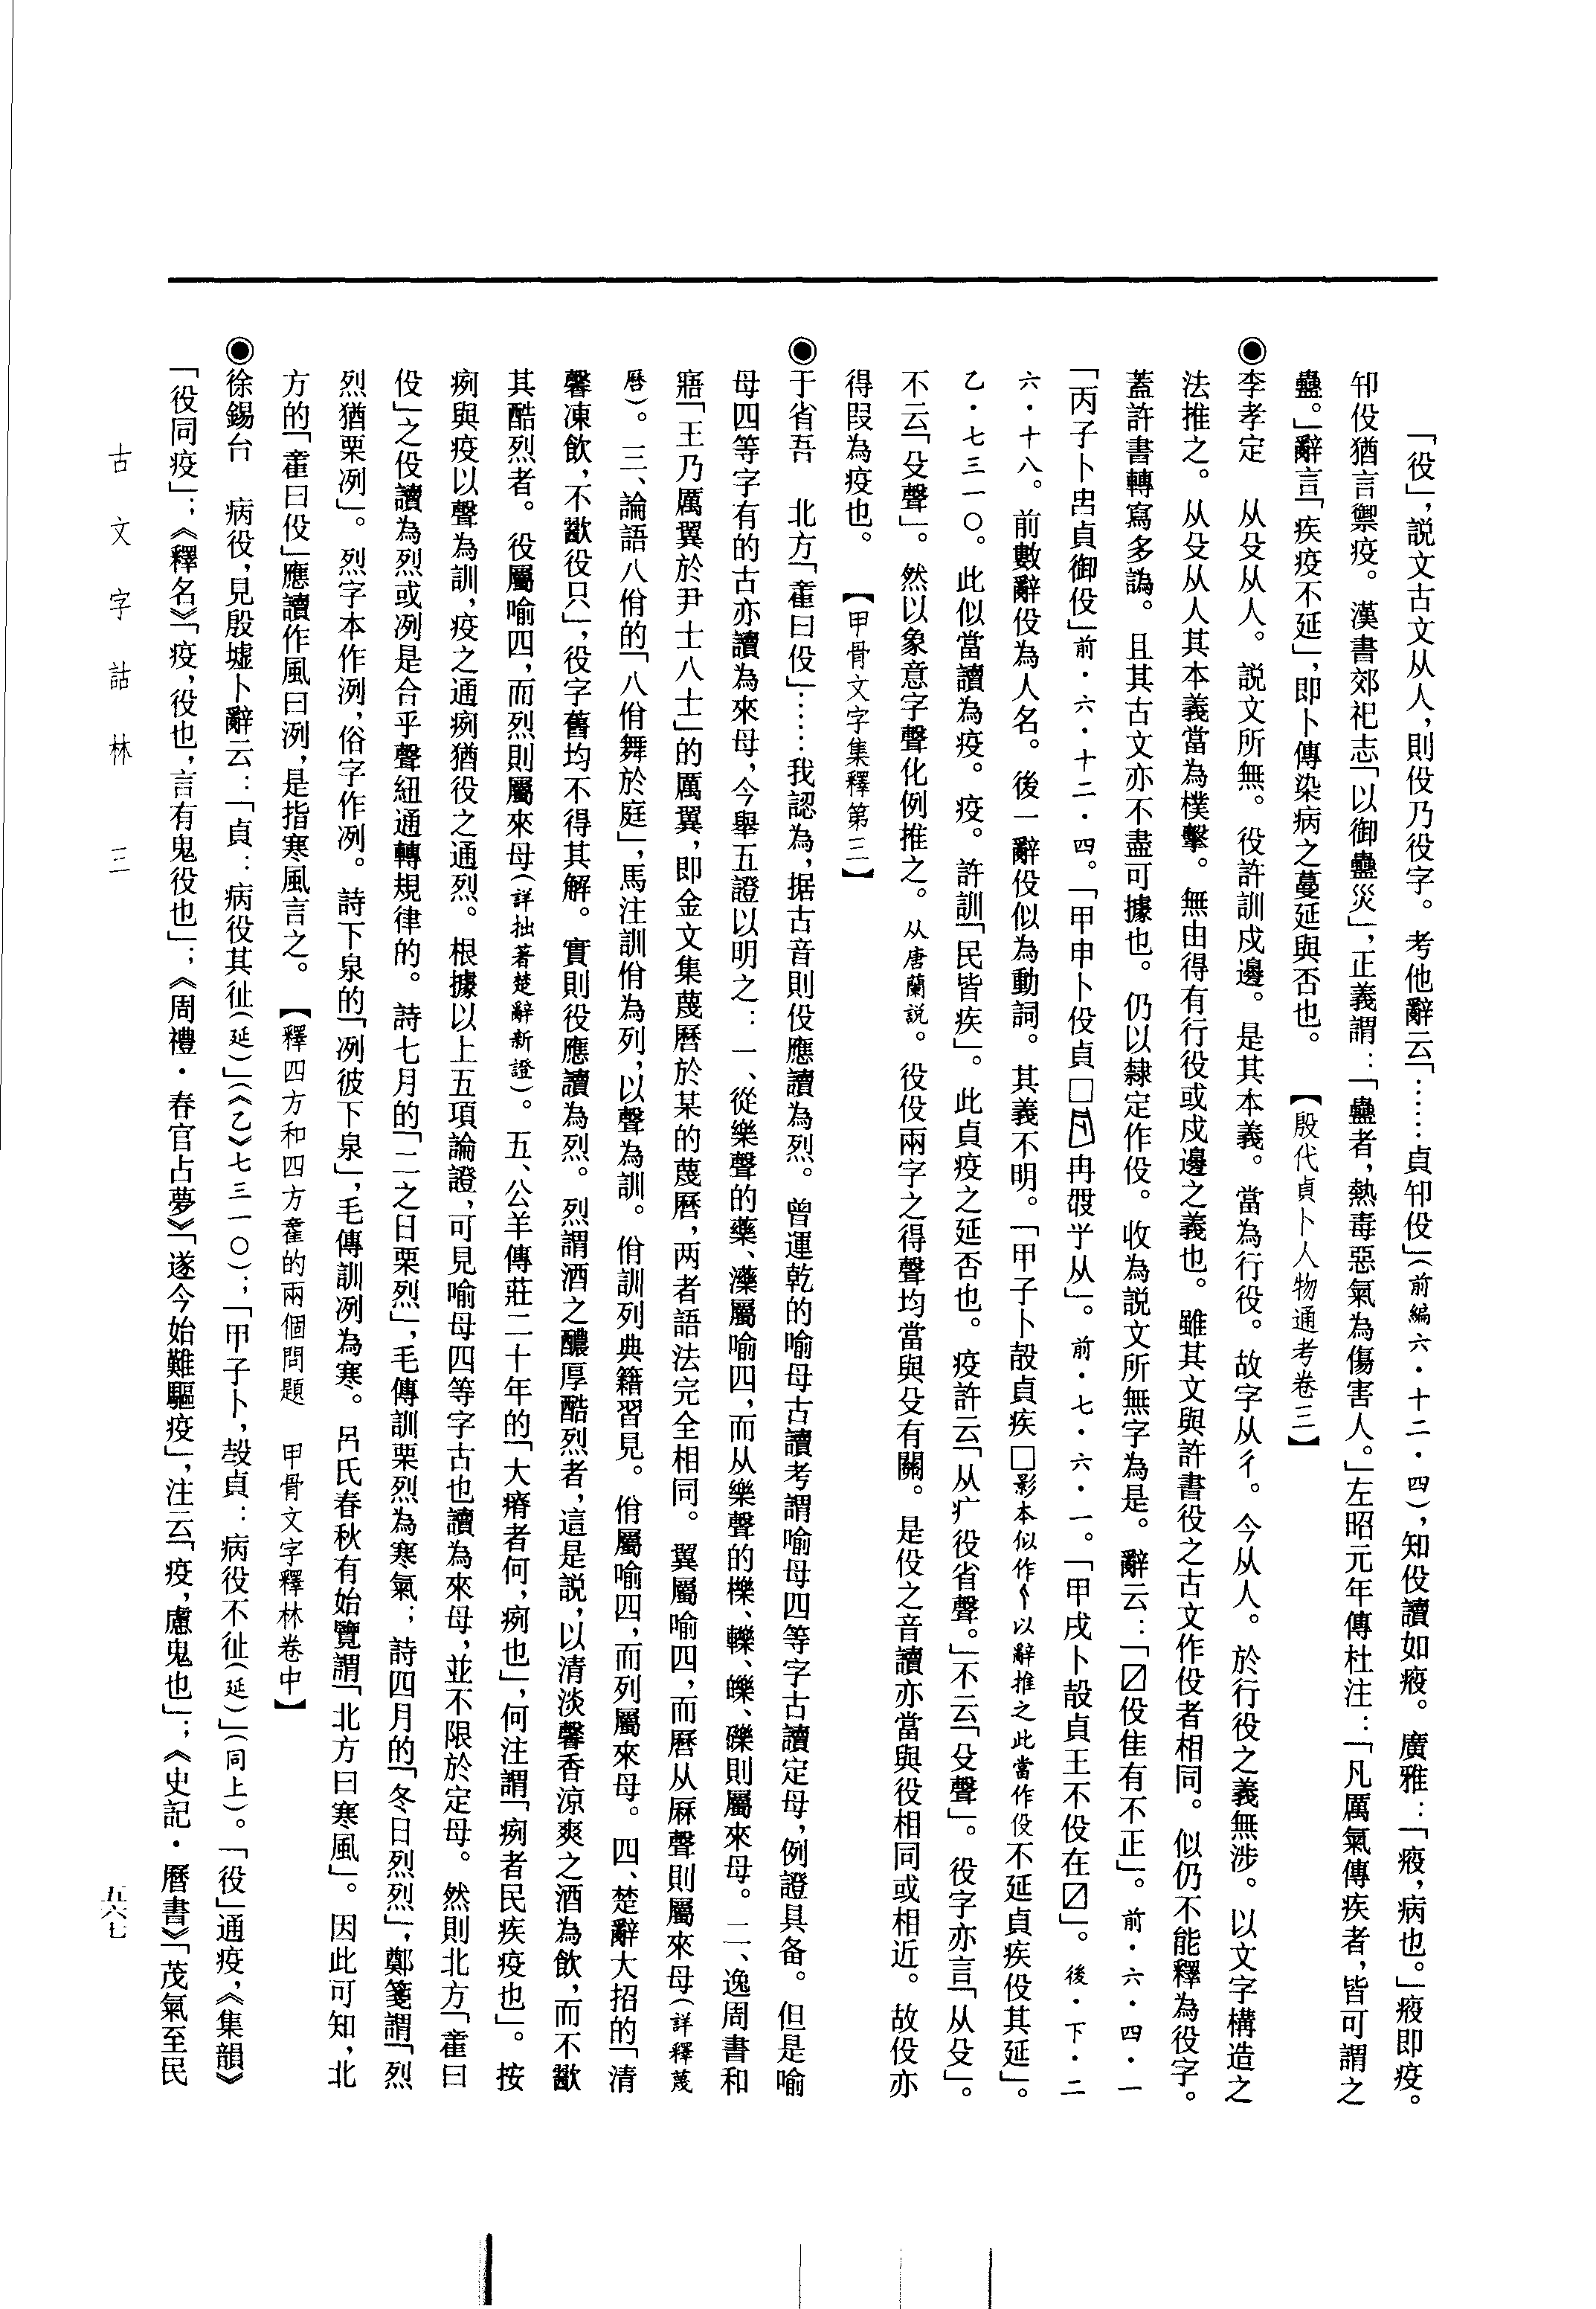 「役」，説文古文从人，則伇乃役字。考他辭云「……貞卸伇」（前編六·十二·四），知伇讀如疫。廣雅：「疫，病也。」疫即疫。
卸伇猶言禦疫。漢書郊祀志「以御蠱災」，正義謂：「蠱者，熱毒惡氣為傷害人。」左昭元年傳杜注：「凡厲氣傳疾者，皆可謂之
蠱。」辭言「疾疫不延」，即卜傳染病之蔓延與否也。　【殷代貞卜人物通考卷三】
◉李孝定　从殳从人。説文所無。役許訓戍邊。是其本義。當為行役。故字从彳。今从人。於行役之義無涉。以文字構造之
法推之。从殳从人其本義當為樸擊。無由得有行役或戍邊之義也。雖其文與許書役之古文作伇者相同。似仍不能釋為役字。
蓋許書轉寫多譌。且其古文亦不盡可據也。仍以隸定作伇。收為説文所無字為是。辭云：「〼伇隹有不正」。前·六·四·一
「丙子卜㞢貞御伇」前·六·十二·四。「甲申卜伇貞□冉㱿屰从」。前·七·六·一。「甲戌卜㱿貞王不伇在〼」。後·下·二
六·十八。前數辭伇為人名。後一辭伇似為動詞。其義不明。「甲子卜㱿貞疾□影本似作以辭推之此當作伇不延貞疾伇其延」。
乙·七三一〇。此似當讀為疫。疫。許訓「民皆疾」。此貞疫之延否也。疫許云「从疒役省聲。」不云「殳聲」。役字亦言「从殳」。
不云「殳聲」。然以象意字聲化例推之。从唐蘭説。役伇兩字之得聲均當與殳有關。是伇之音讀亦當與役相同或相近。故伇亦
得叚為疫也。　【甲骨文字集釋第三】
◉于省吾　北方「䨼曰伇」……我認為，据古音則伇應讀為烈。曾運乾的喻母古讀考謂喻母四等字古讀定母，例證具备。但是喻
母四等字有的古亦讀為來母，今舉五證以明之：一、從樂聲的藥、濼屬喻四，而从樂聲的櫟、轢、皪、礫則屬來母。二、逸周書和
寤「王乃厲翼於尹士八士」的厲翼，即金文集蔑曆於某的蔑曆，两者語法完全相同。翼屬喻四，而曆从厤聲則屬來母（詳釋蔑
曆）。三、論語八佾的「八佾舞於庭」，馬注訓佾為列，以聲為訓。佾訓列典籍習見。佾屬喻四，而列屬來母。四、楚辭大招的「清
馨凍飲，不歠役只」，役字舊均不得其解。實則役應讀為烈。烈謂酒之醲厚酷烈者，這是説，以清淡馨香涼爽之酒為飲，而不歠
其酷烈者。役屬喻四，而烈則屬來母（詳拙著楚辭新證）。五、公羊傳莊二十年的「大瘠者何，痢也」，何注謂「痢者民疾疫也」。按
痢與疫以聲為訓，疫之通痢猶役之通烈。根據以上五項論證，可見喻母四等字古也讀為來母，並不限於定母。然則北方「䨼曰
伇」之伇讀為烈或冽是合乎聲紐通轉規律的。詩七月的「二之日栗烈」，毛傳訓栗烈為寒氣；詩四月的「冬日烈烈」，鄭箋謂「烈
烈猶栗冽」。烈字本作洌，俗字作冽。詩下泉的「冽彼下泉」，毛傳訓冽為寒。呂氏春秋有始覽謂「北方曰寒風」。因此可知，北
方的「䨼曰伇」應讀作風曰洌，是指寒風言之。　【釋四方和四方䨼的兩個問題　甲骨文字釋林卷中】
◉徐錫台　病役，見殷墟卜辭云：「貞：病役其㢟（延）」（《乙》七三一〇）；「甲子卜，㱿貞：病役不㢟（延）」（同上）。「役」通疫，《集韻》
「役同疫」；《釋名》「疫，役也，言有鬼役也」；《周禮·春官占夢》「遂令始難驅疫」，注云「疫，慮鬼也」；《史記·曆書》「茂氣至民
古文字詁林　三
五六七